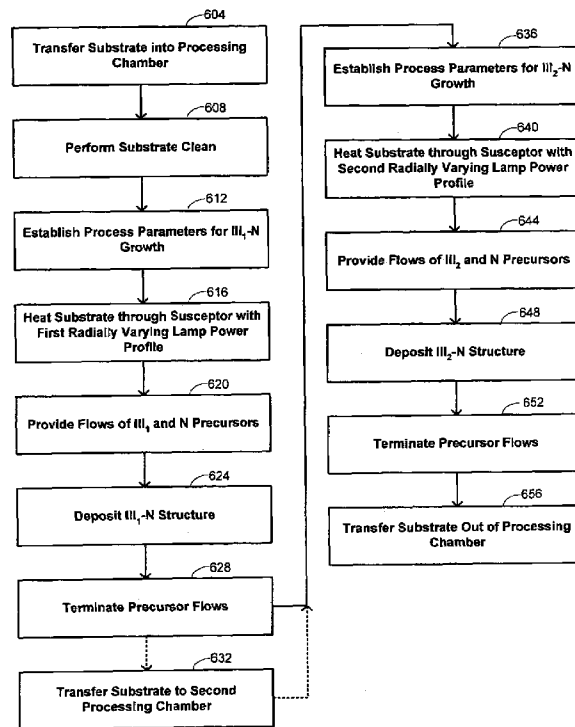 604
Transfer Substrate into Processing
Chamber
608
Perform Substrate Clean
612
Establish Process Parameters for III₁-N
Growth
616
Heat Substrate through Susceptor with
First Radially Varying Lamp Power
Profile
620
Provide Flows of III₁ and N Precursors
624
Deposit III₁-N Structure
628
Terminate Precursor Flows
632
Transfer Substrate to Second
Processing Chamber
636
Establish Process Parameters for III₂-N
Growth
640
Heat Substrate through Susceptor with
Second Radially Varying Lamp Power
Profile
644
Provide Flows of III₂ and N Precursors
648
Deposit III₂-N Structure
652
Terminate Precursor Flows
656
Transfer Substrate Out of Processing
Chamber